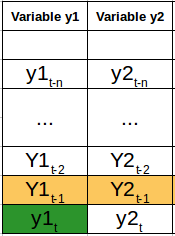 Variable y1 Variable y2
y1t-n y2t-n
... ...
Y1t-2 Y2t-2
Y1t-1 Y2t-1
y1t y2t